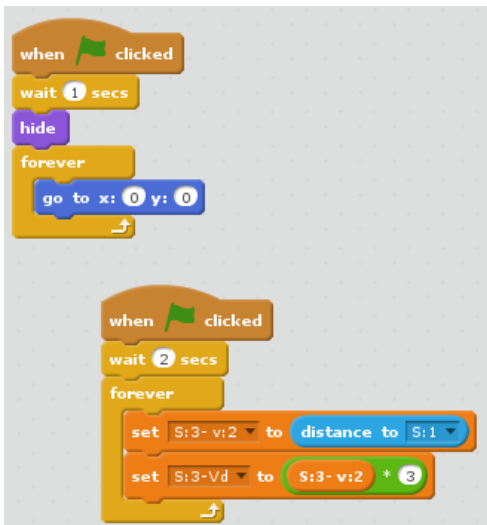 when clicked
wait 1 secs
hide
forever
go to x: 0 y: 0
when clicked
wait 2 secs
forever
set S:3- v:2 to distance to S:1
set S:3-Vd to S:3- v:2 * 3